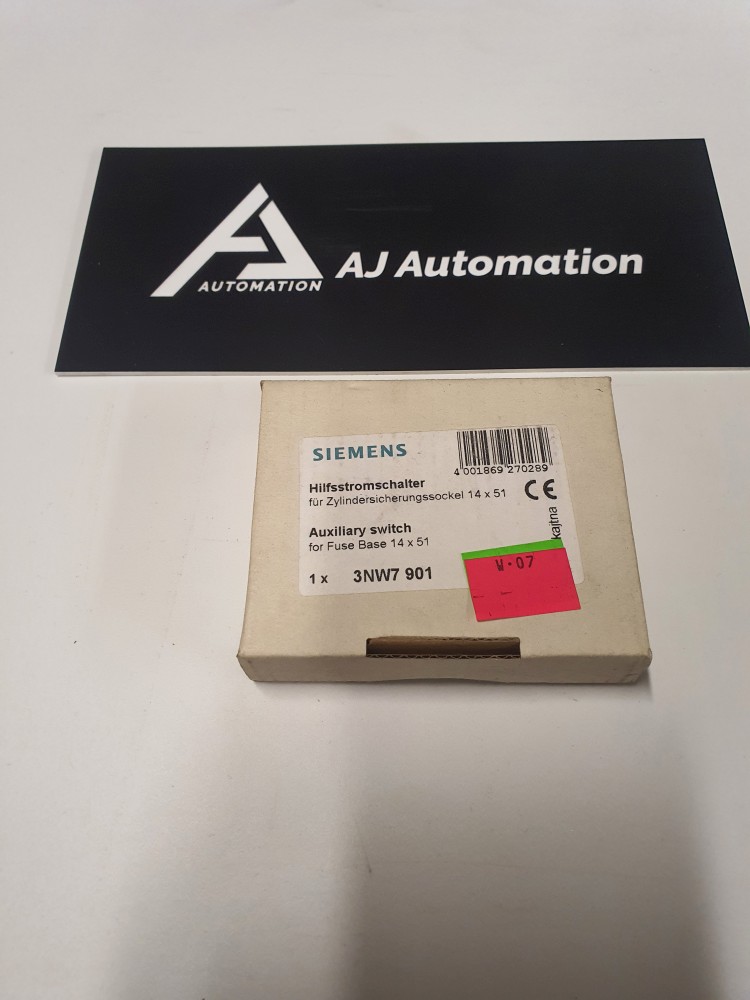 AUTOMATION
AJ Automation
SIEMENS
4 001869 270289
Hilfsstromschalter
für Zylindersicherungssockel 14 x 51
CE
Auxiliary switch
for Fuse Base 14 x 51
kajtna
1 x 3NW7 901
W·07